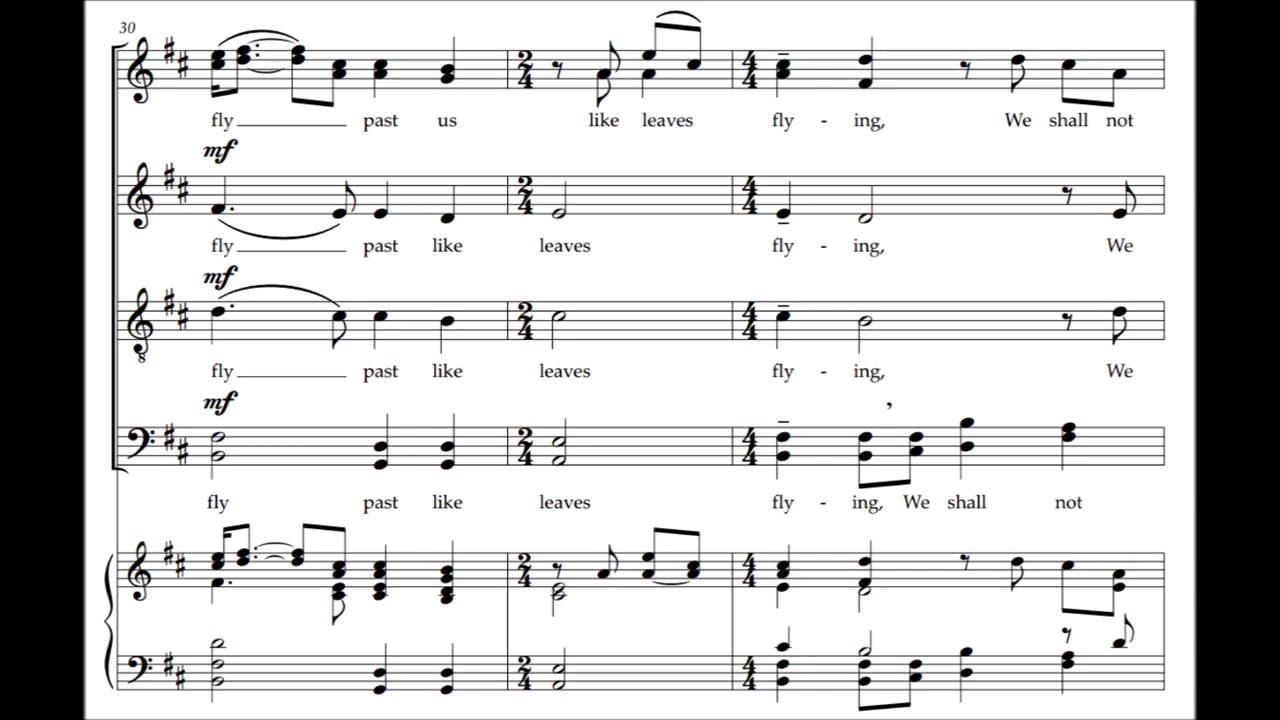 30
fly past us like leaves fly - ing, We shall not
mf
fly past like leaves fly - ing, We
mf
8
fly past like leaves fly - ing, We
mf
fly past like leaves fly - ing, We shall not